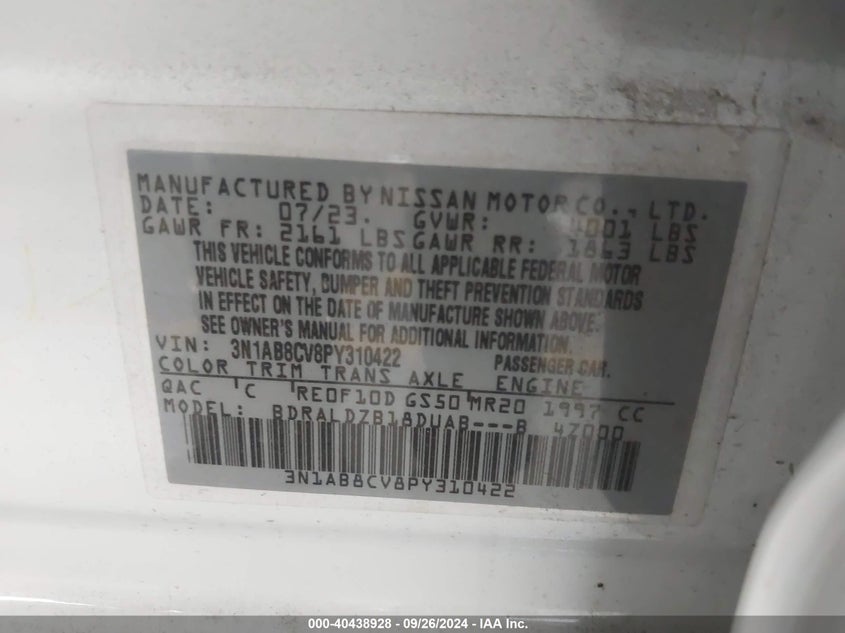 MANUFACTURED BY NISSAN MOTOR CO., LTD.
DATE: 07/23. GVWR: 4001 LBS
GAWR FR: 2161 LBS GAWR RR: 1863 LBS
THIS VEHICLE CONFORMS TO ALL APPLICABLE FEDERAL MOTOR
VEHICLE SAFETY, BUMPER AND THEFT PREVENTION STANDARDS
IN EFFECT ON THE DATE OF MANUFACTURE SHOWN ABOVE.
SEE OWNER'S MANUAL FOR ADDITIONAL INFORMATION.
VIN: 3N1AB8CV8PY310422 PASSENGER CAR.
COLOR TRIM TRANS AXLE ENGINE
QAC C RE0F10D GS50 MR20 1997 CC
MODEL: BDRALDZB18DUAB---B 4Z000
3N1AB8CV8PY310422
000-40438928 - 09/26/2024 - IAA Inc.